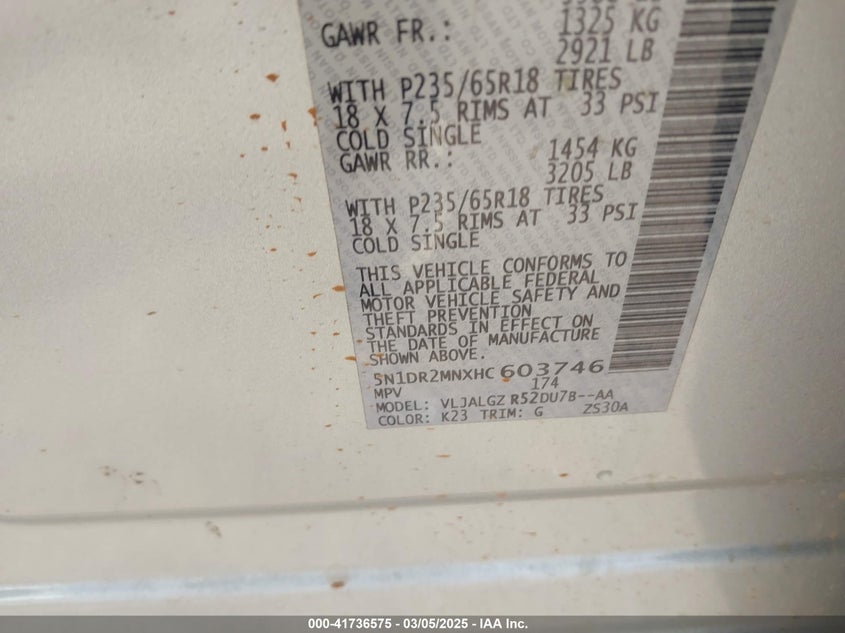 1325 KG
GAWR FR.: 2921 LB
WITH P235/65R18 TIRES
18 X 7.5 RIMS AT 33 PSI
COLD SINGLE
1454 KG
GAWR RR.: 3205 LB
WITH P235/65R18 TIRES
18 X 7.5 RIMS AT 33 PSI
COLD SINGLE
THIS VEHICLE CONFORMS TO
ALL APPLICABLE FEDERAL
MOTOR VEHICLE SAFETY AND
THEFT PREVENTION
STANDARDS IN EFFECT ON
THE DATE OF MANUFACTURE
SHOWN ABOVE.
5N1DR2MNXHC603746
MPV 174
MODEL: VLJALGZ R52DU7B--AA
COLOR: K23 TRIM: G ZS30A
000-41736575 - 03/05/2025 - IAA Inc.